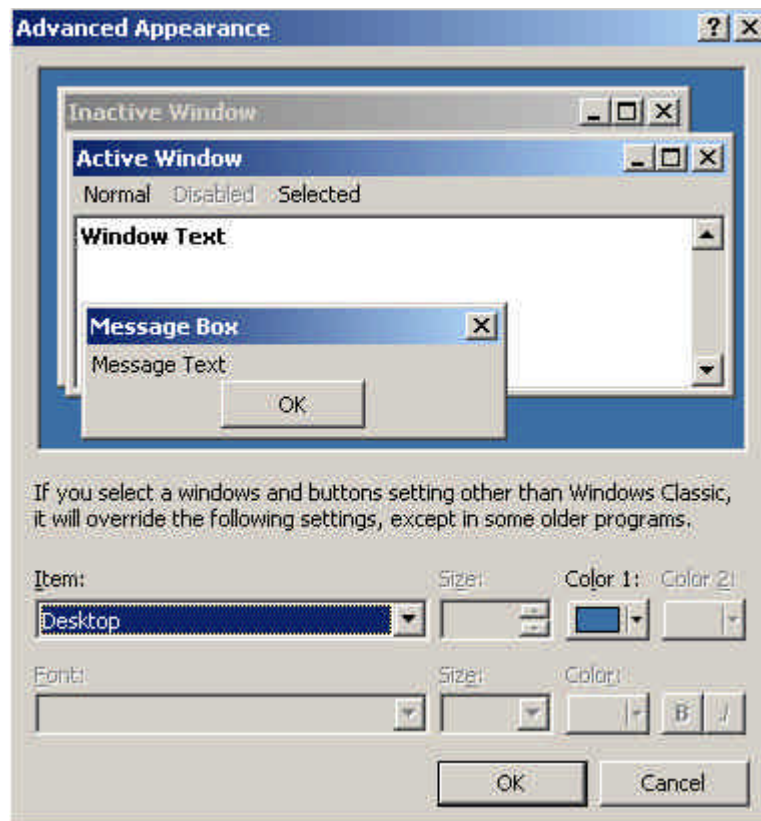 Advanced Appearance
Inactive Window
Active Window
Normal Disabled Selected
Window Text
Message Box
Message Text
OK
If you select a windows and buttons setting other than Windows Classic,
it will override the following settings, except in some older programs.
Item: Size: Color 1: Color 2:
Desktop
Font: Size: Color:
B I
OK Cancel